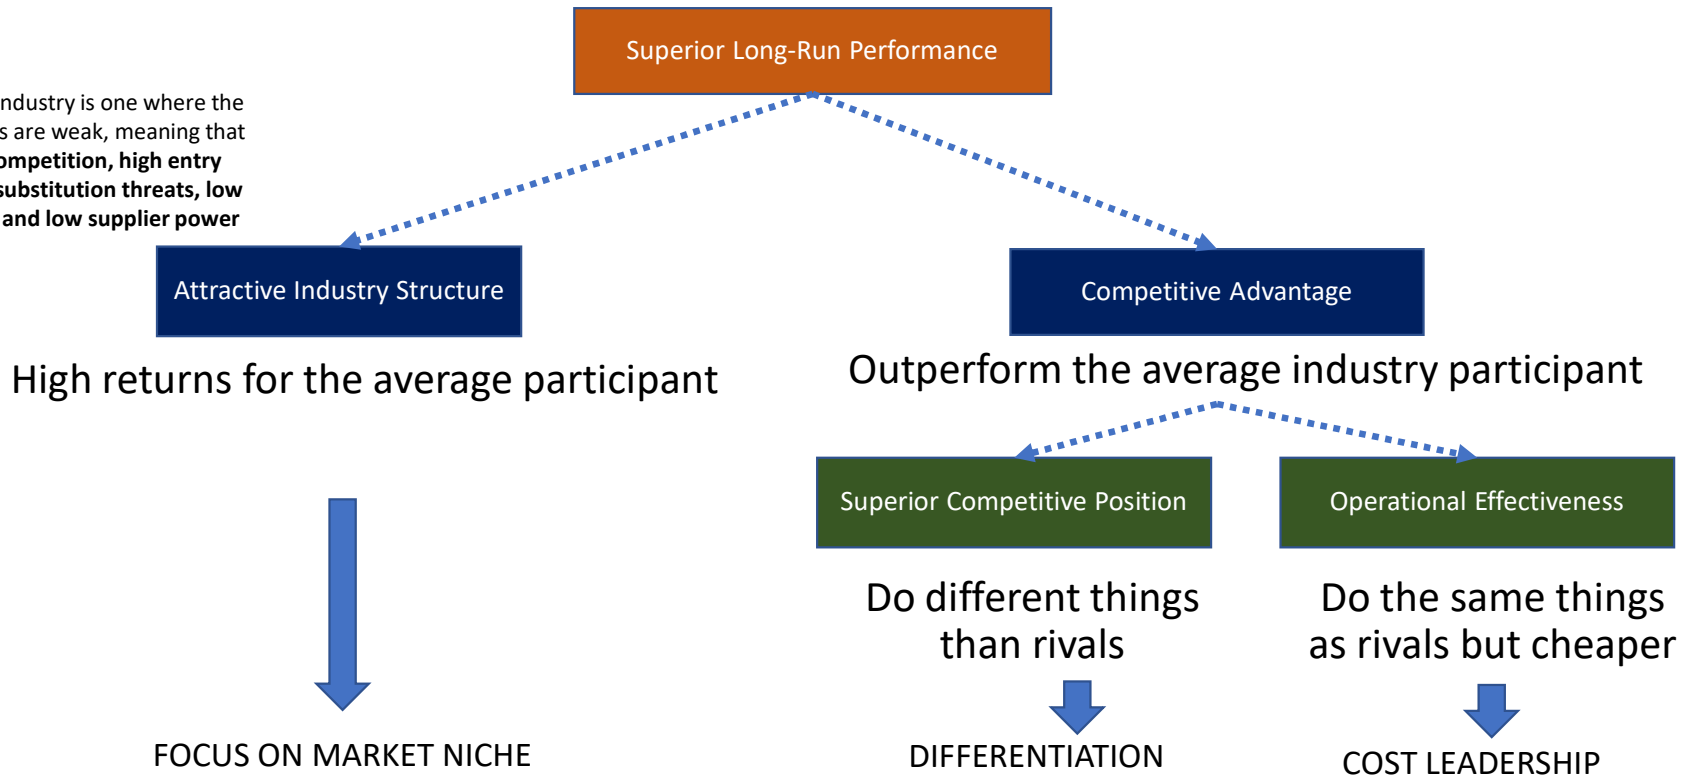 Superior Long-Run Performance
industry is one where the
s are weak, meaning that
ompetition, high entry
substitution threats, low
and low supplier power
Attractive Industry Structure
Competitive Advantage
High returns for the average participant
Outperform the average industry participant
Superior Competitive Position
Operational Effectiveness
Do different things
than rivals
Do the same things
as rivals but cheaper
FOCUS ON MARKET NICHE
DIFFERENTIATION
COST LEADERSHIP